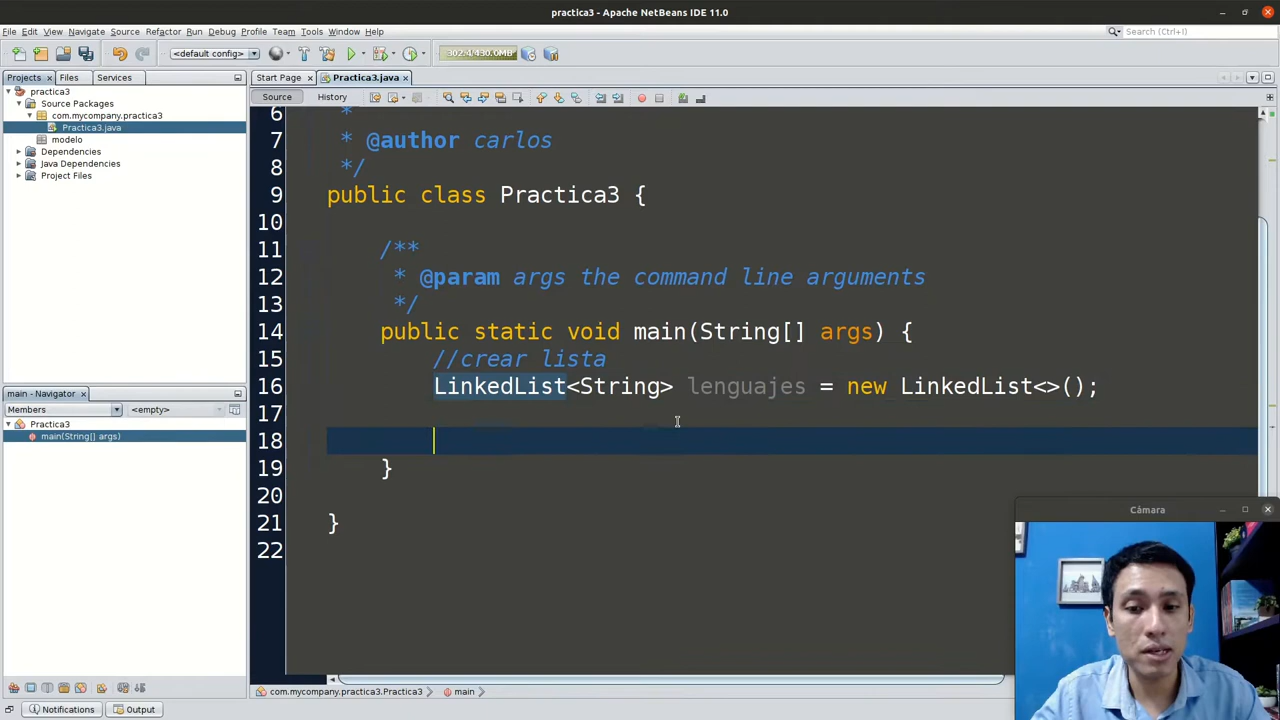 practica3 - Apache NetBeans IDE 11.0
File Edit View Navigate Source Refactor Run Debug Profile Team Tools Window Help
Search (Ctrl+I)
<default config>
302.4/430.0MB
Projects Files Services
Start Page Practica3.java
Source History
practica3
Source Packages
com.mycompany.practica3
Practica3.java
modelo
Dependencies
Java Dependencies
Project Files
main - Navigator
Members <empty>
Practica3
main(String[] args)
6 *
7 * @author carlos
8 */
9 public class Practica3 {
10
11 /**
12 * @param args the command line arguments
13 */
14 public static void main(String[] args) {
15 //crear lista
16 LinkedList<String> lenguajes = new LinkedList<>();
17
18
19 }
20
21 }
22
Cámara
com.mycompany.practica3.Practica3 main
Notifications Output